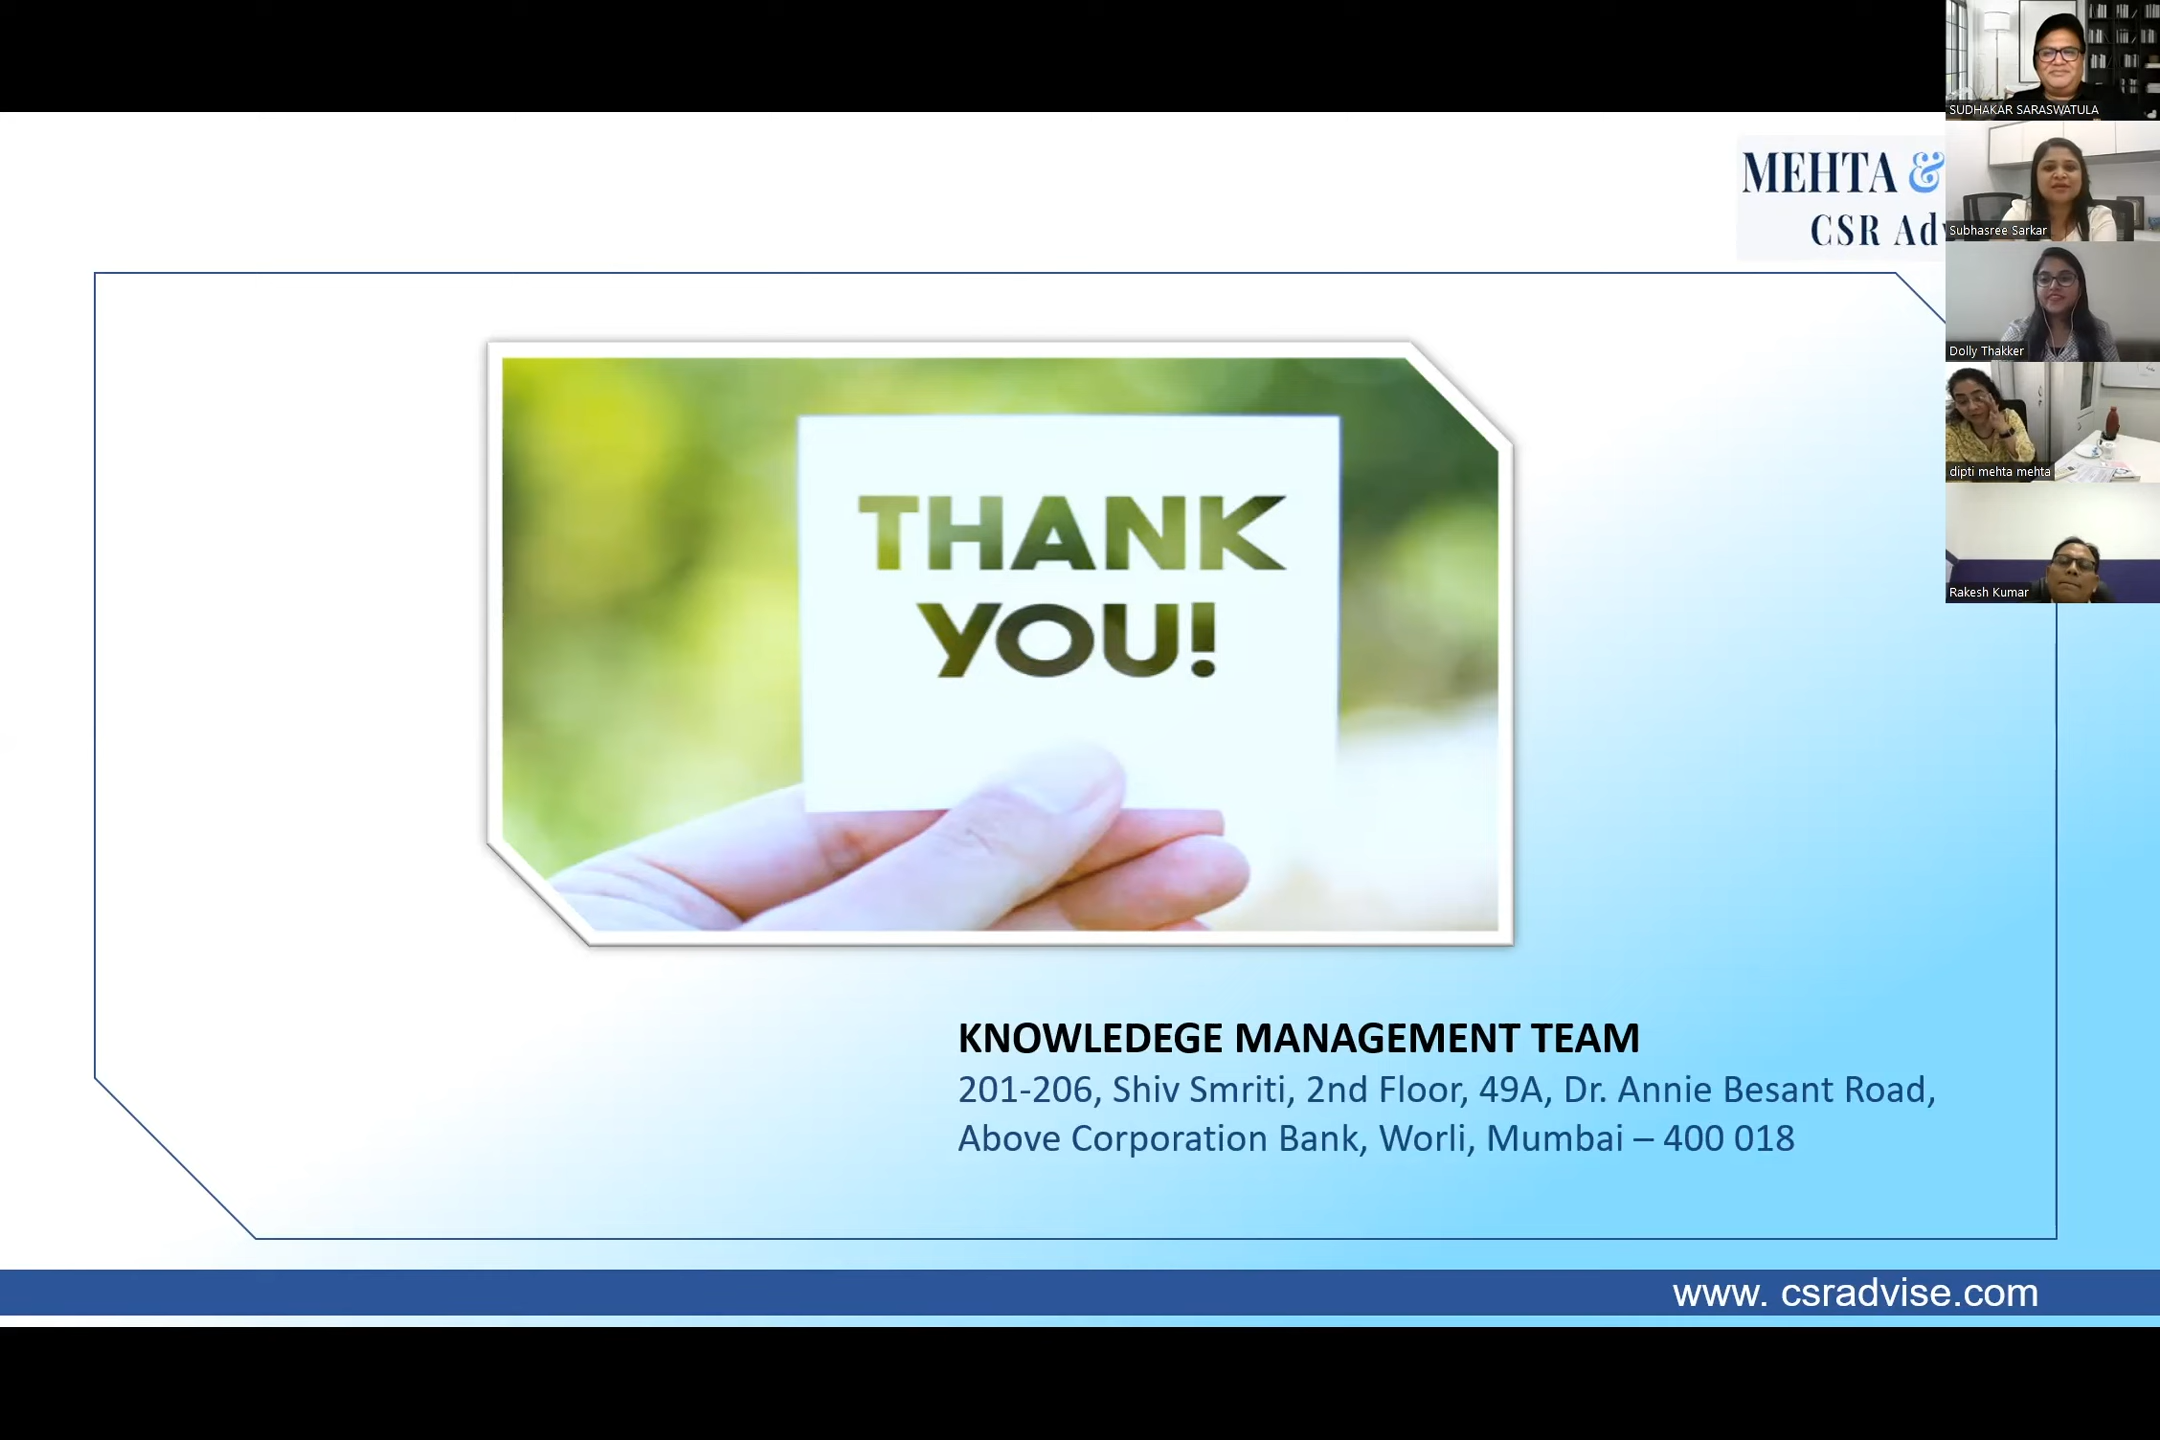 MEHTA &
CSR Adv
THANK
YOU!
KNOWLEDEGE MANAGEMENT TEAM
201-206, Shiv Smriti, 2nd Floor, 49A, Dr. Annie Besant Road,
Above Corporation Bank, Worli, Mumbai – 400 018
www. csradvise.com
SUDHAKAR SARASWATULA
Subhasree Sarkar
Dolly Thakker
dipti mehta mehta
Rakesh Kumar